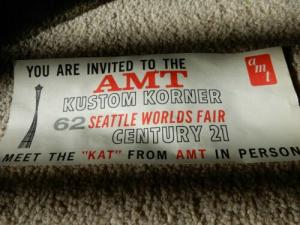 YOU ARE INVITED TO THE
AMT
amt
KUSTOM KORNER
62 SEATTLE WORLDS FAIR
CENTURY 21
MEET THE "KAT" FROM AMT IN PERSON